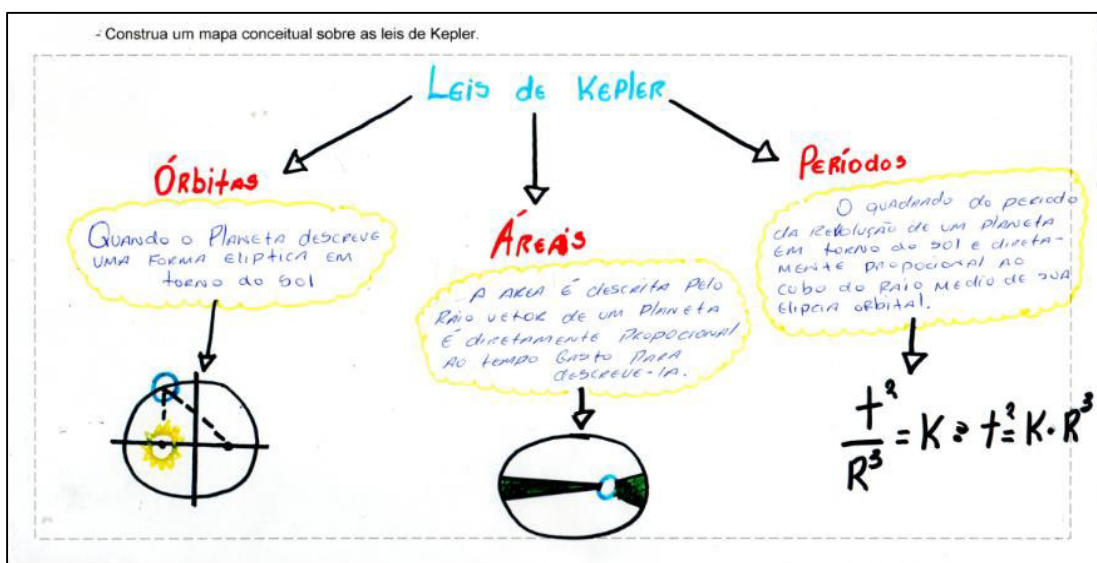 - Construa um mapa conceitual sobre as leis de Kepler.
LEIS de KEPlER
ÓRbitas
QUANDO O PlANETA dESCREVE
UMA FORMA EliPTICA EM
torno do Sol
ÁREAS
A AREA É dESCRITA PElo
RAIO VETOR dE UM PlANETA
É diRETAMENTE PROPOCIONAl
AO tEMPO GASTO PARA
dESCREVE-lA.
PERÍodos
O quadrado do periodo
da REVOlUÇÃO dE UM PlANETA
EM tORNO do Sol E diREtA-
MENTE PROPOCIONAl AO
CUBO do RAIO MEdio dE SUA
ORBITAl.
t²/R³ = K ∴ t² = K · R³